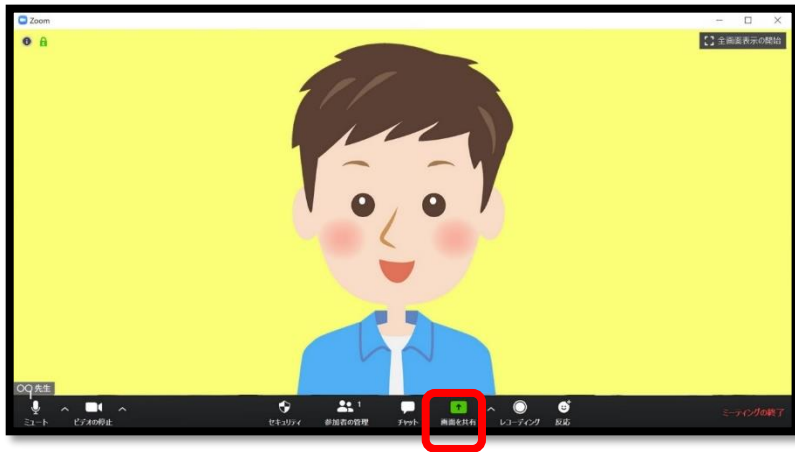 Zoom
全画面表示の開始
〇〇先生
ミュート
ビデオの停止
セキュリティ
参加者の管理
1
チャット
画面を共有
レコーディング
反応
ミーティングの終了